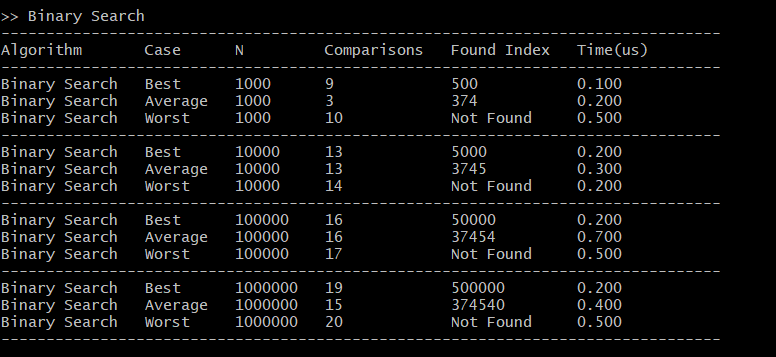 >> Binary Search
--------------------------------------------------------------------------------
Algorithm       Case      N         Comparisons   Found Index   Time(us)
--------------------------------------------------------------------------------
Binary Search   Best      1000      9             500           0.100
Binary Search   Average   1000      3             374           0.200
Binary Search   Worst     1000      10            Not Found     0.500
--------------------------------------------------------------------------------
Binary Search   Best      10000     13            5000          0.200
Binary Search   Average   10000     13            3745          0.300
Binary Search   Worst     10000     14            Not Found     0.200
--------------------------------------------------------------------------------
Binary Search   Best      100000    16            50000         0.200
Binary Search   Average   100000    16            37454         0.700
Binary Search   Worst     100000    17            Not Found     0.500
--------------------------------------------------------------------------------
Binary Search   Best      1000000   19            500000        0.200
Binary Search   Average   1000000   15            374540        0.400
Binary Search   Worst     1000000   20            Not Found     0.500
--------------------------------------------------------------------------------